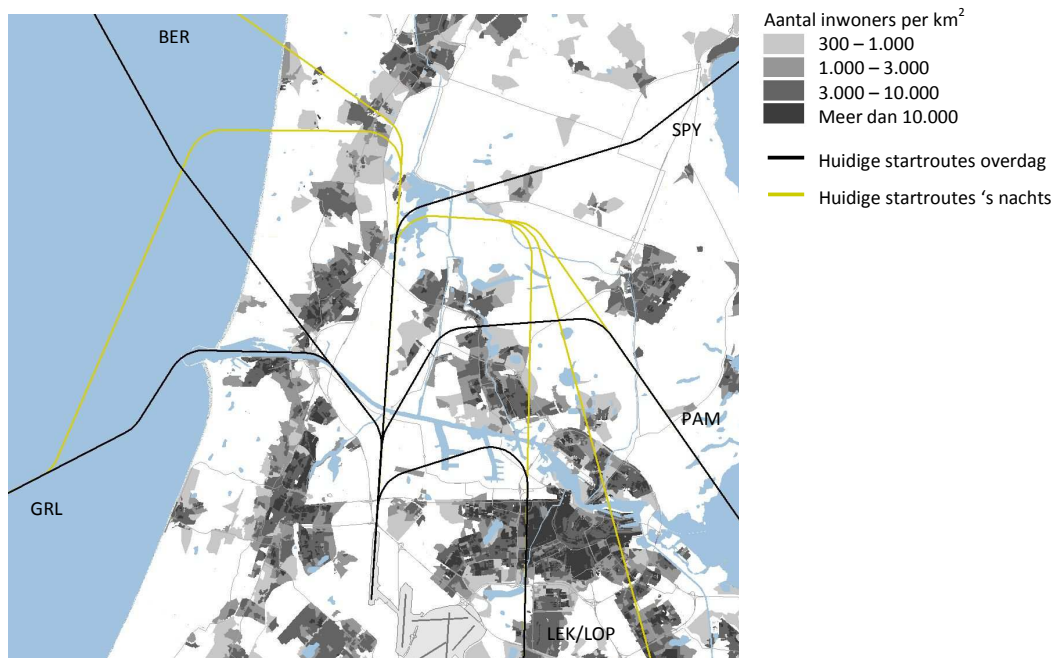 BER
SPY
PAM
GRL
LEK/LOP
Aantal inwoners per km²
300 – 1.000
1.000 – 3.000
3.000 – 10.000
Meer dan 10.000
Huidige startroutes overdag
Huidige startroutes ‘s nachts